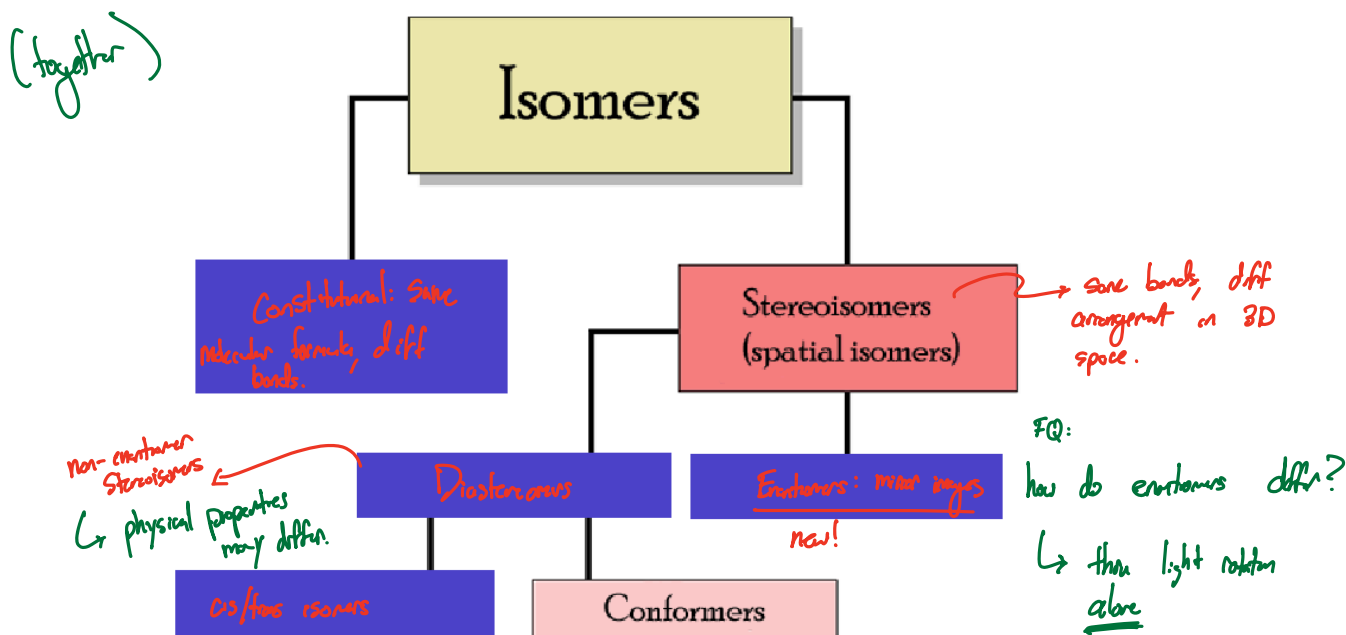 (together)
Isomers
Constitutional: same
molecular formula, diff
bonds.
Stereoisomers
(spatial isomers)
same bonds, diff
arrangement in 3D
space.
non-enantiomer
stereoisomers
physical properties
may differ.
Diastereomers
Enantiomers: mirror images
new!
FQ:
how do enantiomers differ?
light rotation
alone
cis/trans isomers
Conformers